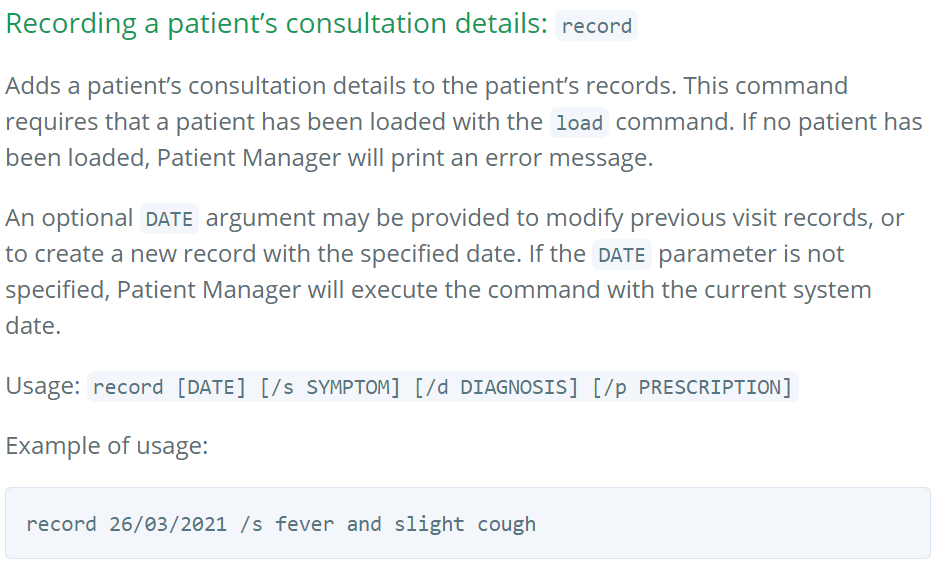 Recording a patient’s consultation details: record
Adds a patient’s consultation details to the patient’s records. This command
requires that a patient has been loaded with the load command. If no patient has
been loaded, Patient Manager will print an error message.
An optional DATE argument may be provided to modify previous visit records, or
to create a new record with the specified date. If the DATE parameter is not
specified, Patient Manager will execute the command with the current system
date.
Usage: record [DATE] [/s SYMPTOM] [/d DIAGNOSIS] [/p PRESCRIPTION]
Example of usage:
record 26/03/2021 /s fever and slight cough